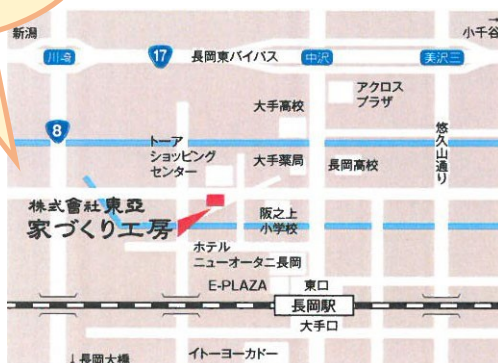 新潟
小千谷
川崎
17
長岡東バイパス
中沢
美沢三
アクロス
プラザ
大手高校
8
トーア
ショッピング
センター
大手薬局
長岡高校
悠久山通り
株式會社東亞
家づくり工房
阪之上
小学校
ホテル
ニューオータニ長岡
E-PLAZA
東口
長岡駅
大手口
↓長岡大橋
イトーヨーカドー